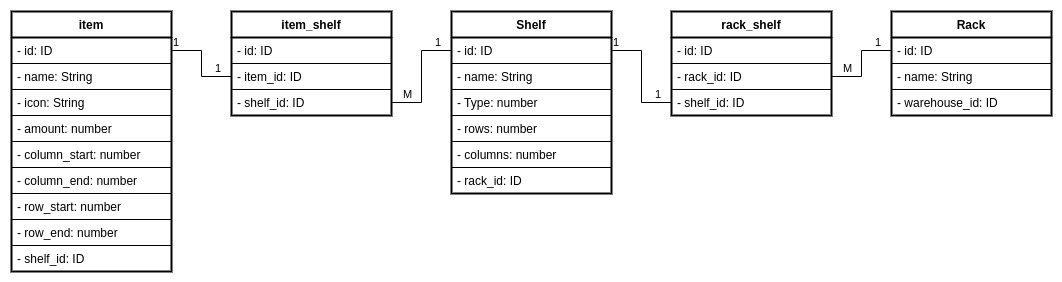 item
- id: ID
- name: String
- icon: String
- amount: number
- column_start: number
- column_end: number
- row_start: number
- row_end: number
- shelf_id: ID
1
1
item_shelf
- id: ID
- item_id: ID
- shelf_id: ID
M
1
Shelf
- id: ID
- name: String
- Type: number
- rows: number
- columns: number
- rack_id: ID
1
1
rack_shelf
- id: ID
- rack_id: ID
- shelf_id: ID
M
1
Rack
- id: ID
- name: String
- warehouse_id: ID